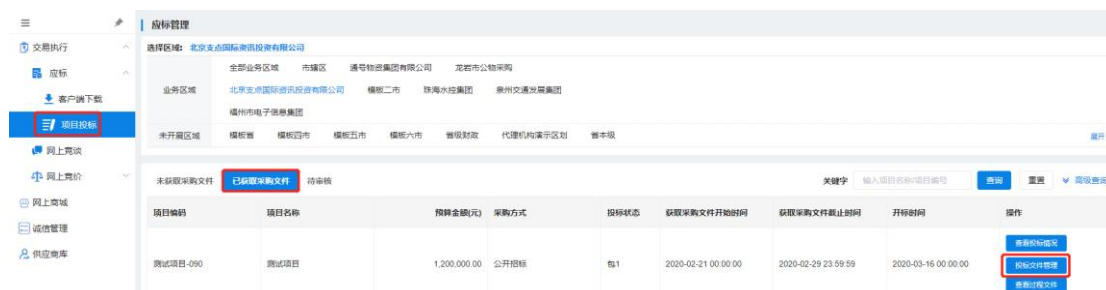 应标管理
交易执行
选择区域: 北京支点国际资讯投资有限公司
应标
业务区域 全部业务区域 市辖区 通号物资集团有限公司 龙岩市公物采购
北京支点国际资讯投资有限公司 模板二市 珠海水控集团 泉州交通发展集团
福州市电子信息集团
客户端下载
项目投标
未开展区域 模板省 模板四市 模板五市 模板六市 省级财政 代理机构演示区划 省本级 展开
网上竞谈
网上竞价
未获取采购文件 已获取采购文件 待审核 关键字 输入项目名称/项目编号 查询 重置 高级查询
网上商城
项目编码 项目名称 预算金额(元) 采购方式 投标状态 获取采购文件开始时间 获取采购文件截止时间 开标时间 操作
诚信管理
供应商库
查看投标情况
测试项目-090 测试项目 1,200,000.00 公开招标 包1 2020-02-21 00:00:00 2020-02-29 23:59:59 2020-03-16 00:00:00 投标文件管理
查看过程文件